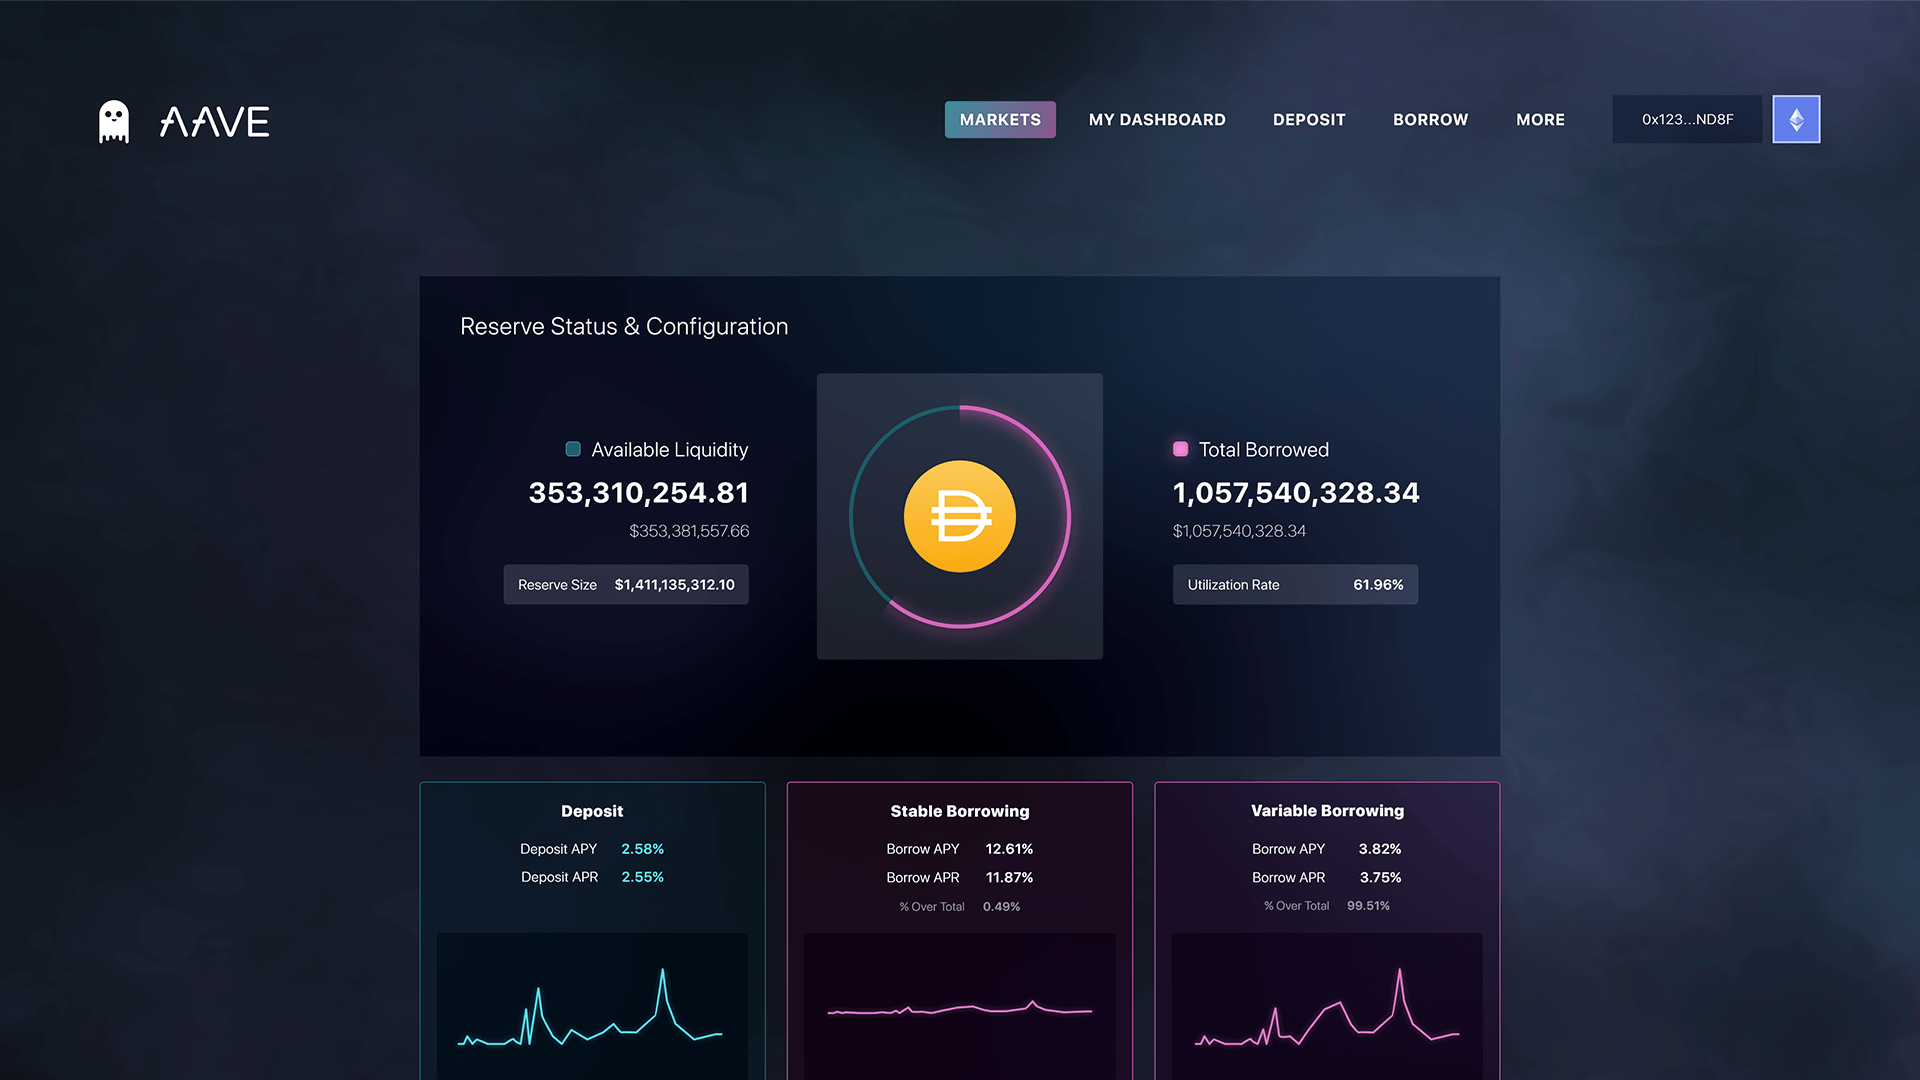 AAVE
MARKETS MY DASHBOARD DEPOSIT BORROW MORE 0x123...ND8F
Reserve Status & Configuration
Available Liquidity
353,310,254.81
$353,381,557.66
Reserve Size $1,411,135,312.10
Total Borrowed
1,057,540,328.34
$1,057,540,328.34
Utilization Rate 61.96%
Deposit
Deposit APY 2.58%
Deposit APR 2.55%
Stable Borrowing
Borrow APY 12.61%
Borrow APR 11.87%
% Over Total 0.49%
Variable Borrowing
Borrow APY 3.82%
Borrow APR 3.75%
% Over Total 99.51%